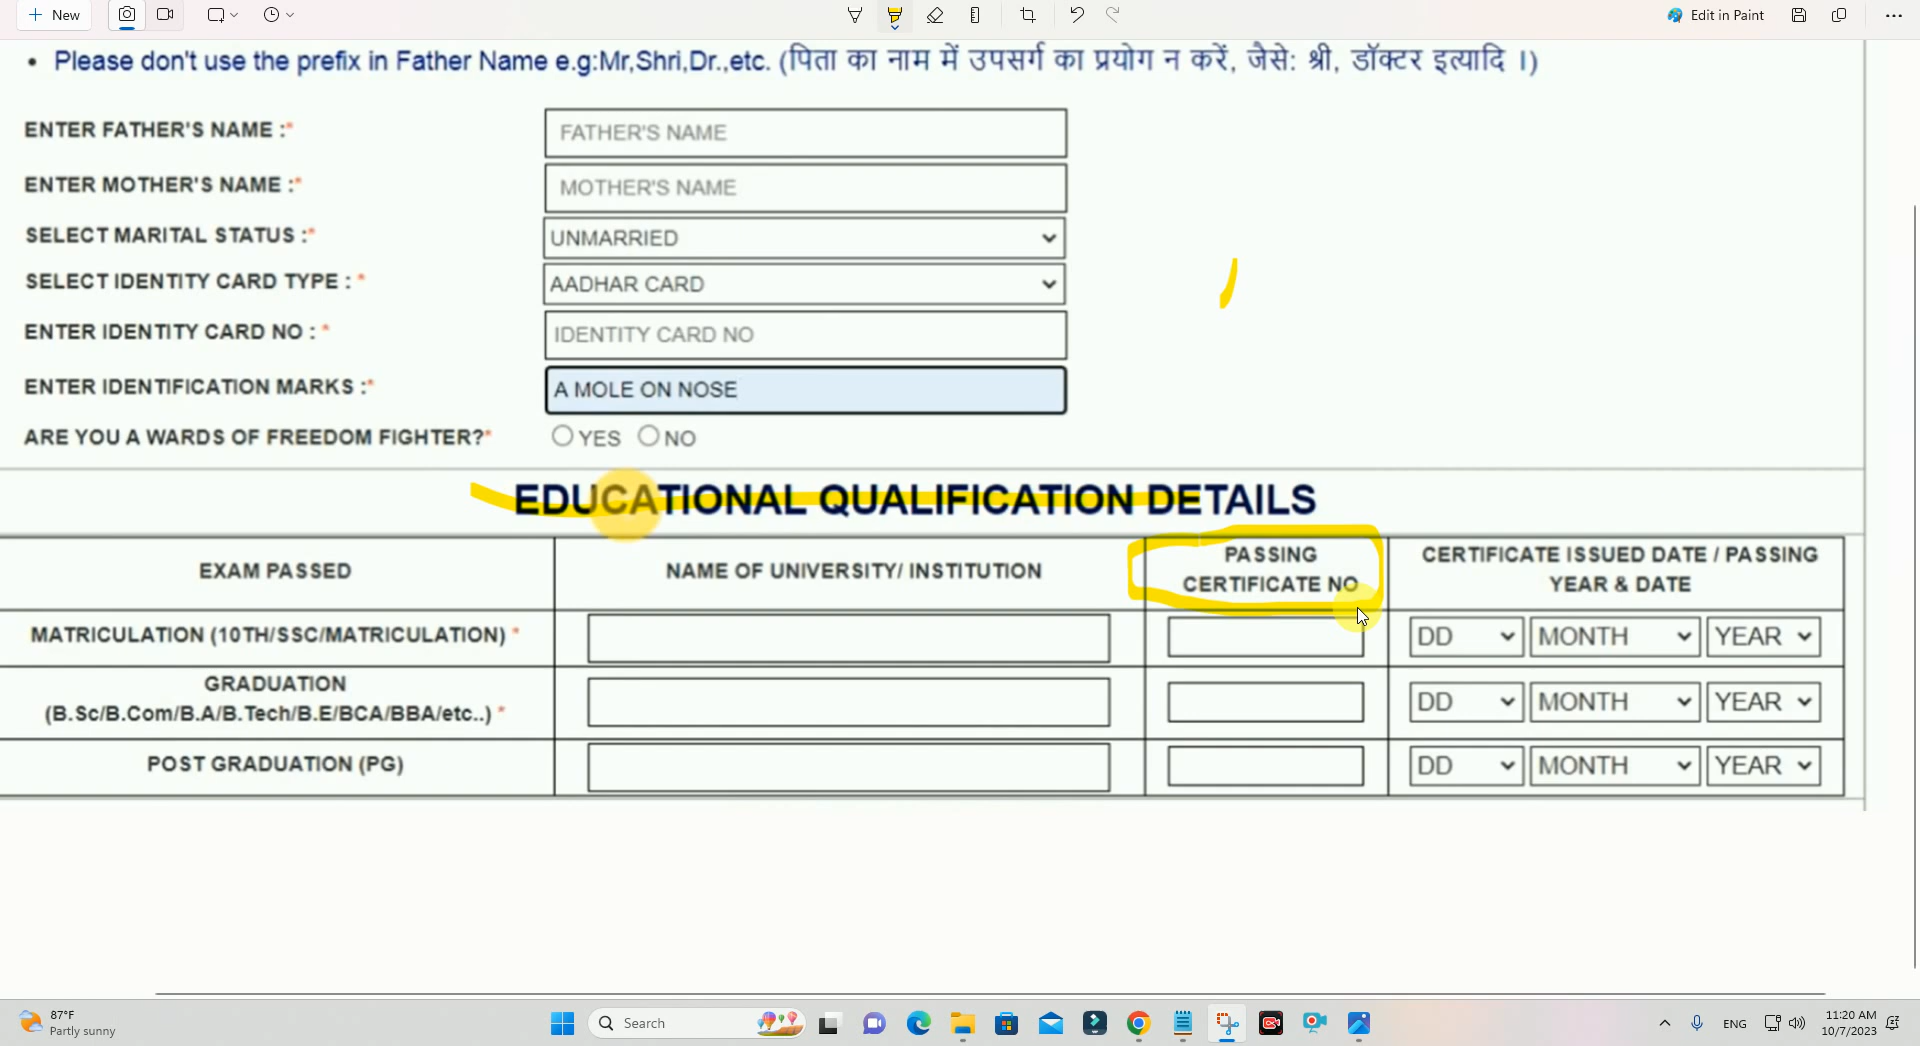 New
Edit in Paint
• Please don't use the prefix in Father Name e.g:Mr,Shri,Dr.,etc. (पिता का नाम में उपसर्ग का प्रयोग न करें, जैसे: श्री, डॉक्टर इत्यादि ।)
ENTER FATHER'S NAME :* FATHER'S NAME
ENTER MOTHER'S NAME :* MOTHER'S NAME
SELECT MARITAL STATUS :* UNMARRIED
SELECT IDENTITY CARD TYPE : * AADHAR CARD
ENTER IDENTITY CARD NO : * IDENTITY CARD NO
ENTER IDENTIFICATION MARKS :* A MOLE ON NOSE
ARE YOU A WARDS OF FREEDOM FIGHTER?* YES NO
EDUCATIONAL QUALIFICATION DETAILS
EXAM PASSED
NAME OF UNIVERSITY/ INSTITUTION
PASSING
CERTIFICATE NO
CERTIFICATE ISSUED DATE / PASSING
YEAR & DATE
MATRICULATION (10TH/SSC/MATRICULATION) * DD MONTH YEAR
GRADUATION
(B.Sc/B.Com/B.A/B.Tech/B.E/BCA/BBA/etc..) * DD MONTH YEAR
POST GRADUATION (PG) DD MONTH YEAR
87°F
Partly sunny
Search
ENG
11:20 AM
10/7/2023